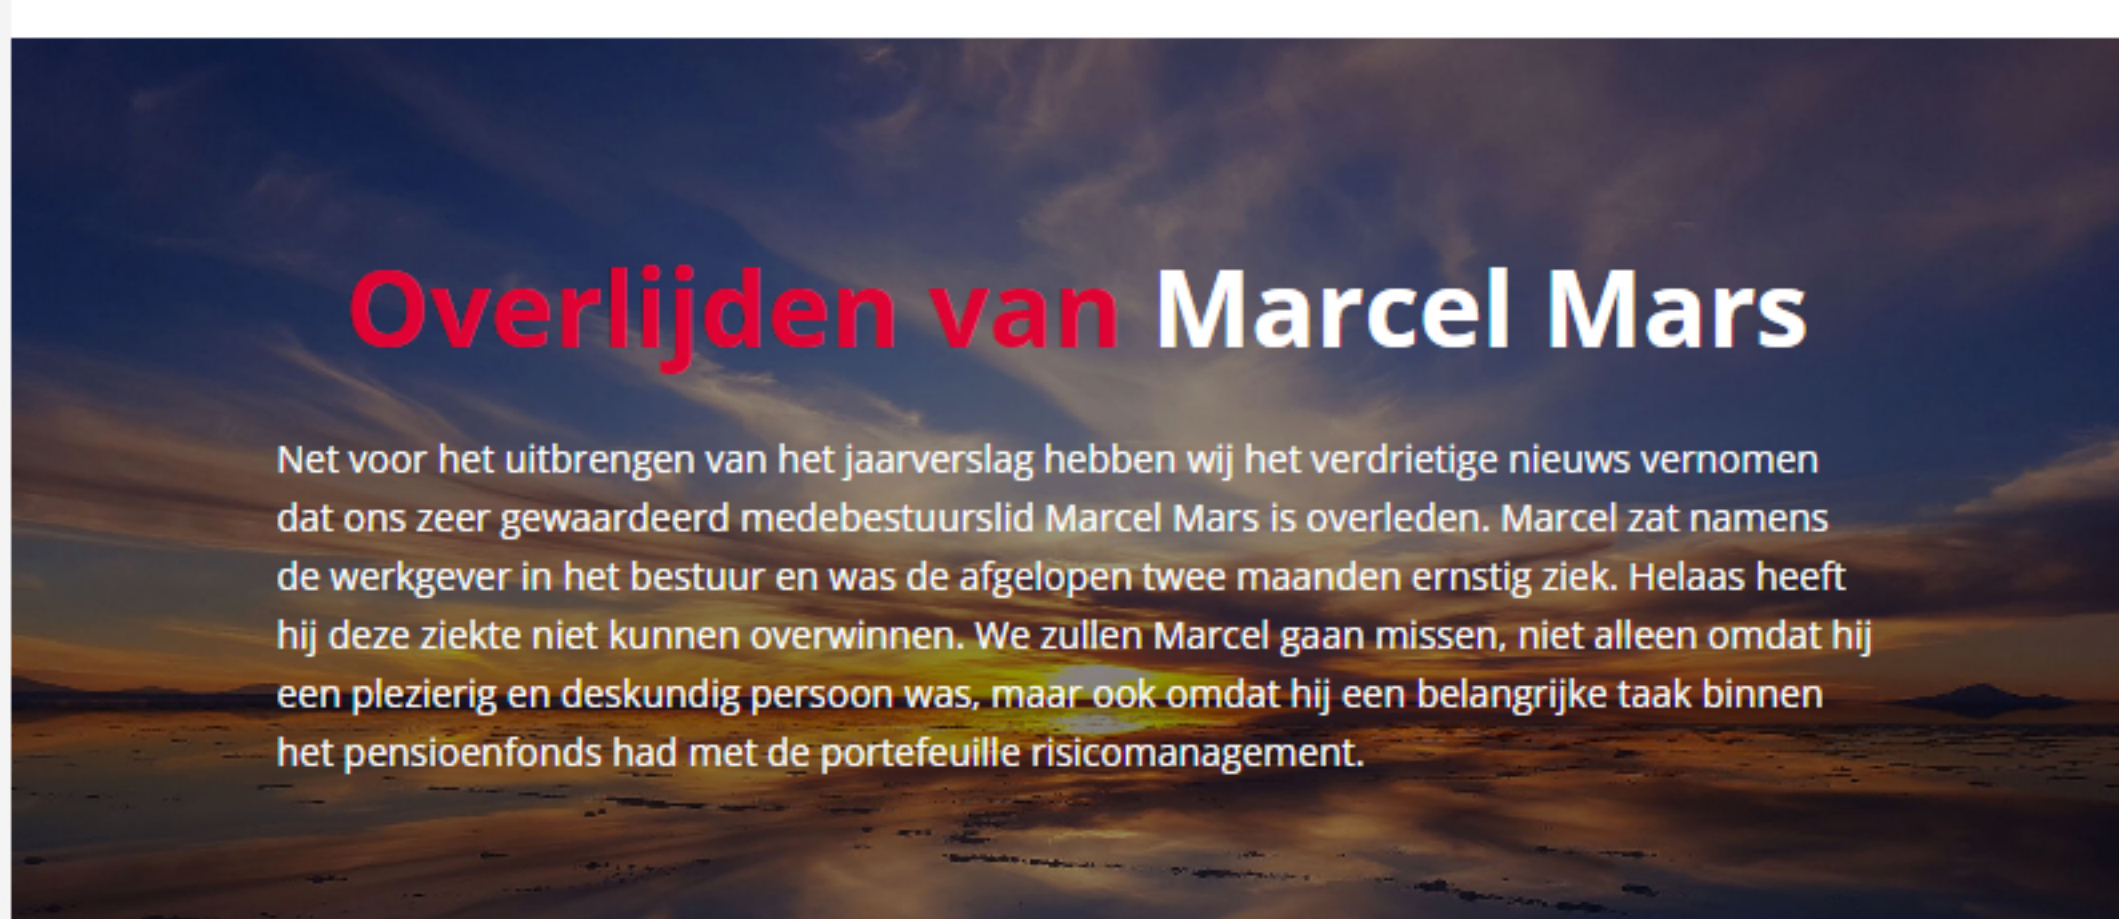 Overlijden van Marcel Mars
Net voor het uitbrengen van het jaarverslag hebben wij het verdrietige nieuws vernomen
dat ons zeer gewaardeerd medebestuurslid Marcel Mars is overleden. Marcel zat namens
de werkgever in het bestuur en was de afgelopen twee maanden ernstig ziek. Helaas heeft
hij deze ziekte niet kunnen overwinnen. We zullen Marcel gaan missen, niet alleen omdat hij
een plezierig en deskundig persoon was, maar ook omdat hij een belangrijke taak binnen
het pensioenfonds had met de portefeuille risicomanagement.